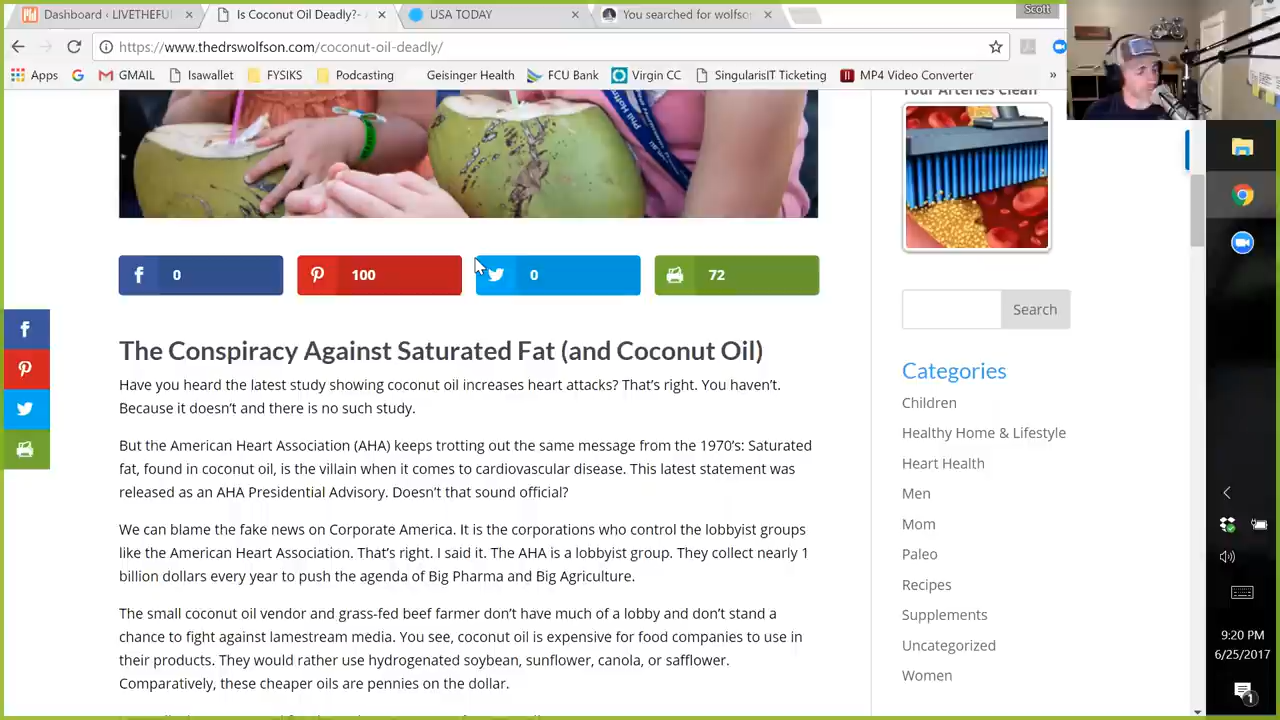 Scott
Dashboard ‹ LIVETHEFUI
Is Coconut Oil Deadly? -
USA TODAY
You searched for wolfso
https://www.thedrswolfson.com/coconut-oil-deadly/
Apps
GMAIL
Isawallet
FYSIKS
Podcasting
Geisinger Health
FCU Bank
Virgin CC
SingularisIT Ticketing
MP4 Video Converter
»
Your Arteries Clean
0
100
0
72
Search
The Conspiracy Against Saturated Fat (and Coconut Oil)
Have you heard the latest study showing coconut oil increases heart attacks? That's right. You haven't.
Because it doesn't and there is no such study.
But the American Heart Association (AHA) keeps trotting out the same message from the 1970's: Saturated
fat, found in coconut oil, is the villain when it comes to cardiovascular disease. This latest statement was
released as an AHA Presidential Advisory. Doesn't that sound official?
We can blame the fake news on Corporate America. It is the corporations who control the lobbyist groups
like the American Heart Association. That's right. I said it. The AHA is a lobbyist group. They collect nearly 1
billion dollars every year to push the agenda of Big Pharma and Big Agriculture.
The small coconut oil vendor and grass-fed beef farmer don't have much of a lobby and don't stand a
chance to fight against lamestream media. You see, coconut oil is expensive for food companies to use in
their products. They would rather use hydrogenated soybean, sunflower, canola, or safflower.
Comparatively, these cheaper oils are pennies on the dollar.
Categories
Children
Healthy Home & Lifestyle
Heart Health
Men
Mom
Paleo
Recipes
Supplements
Uncategorized
Women
9:20 PM
6/25/2017
1